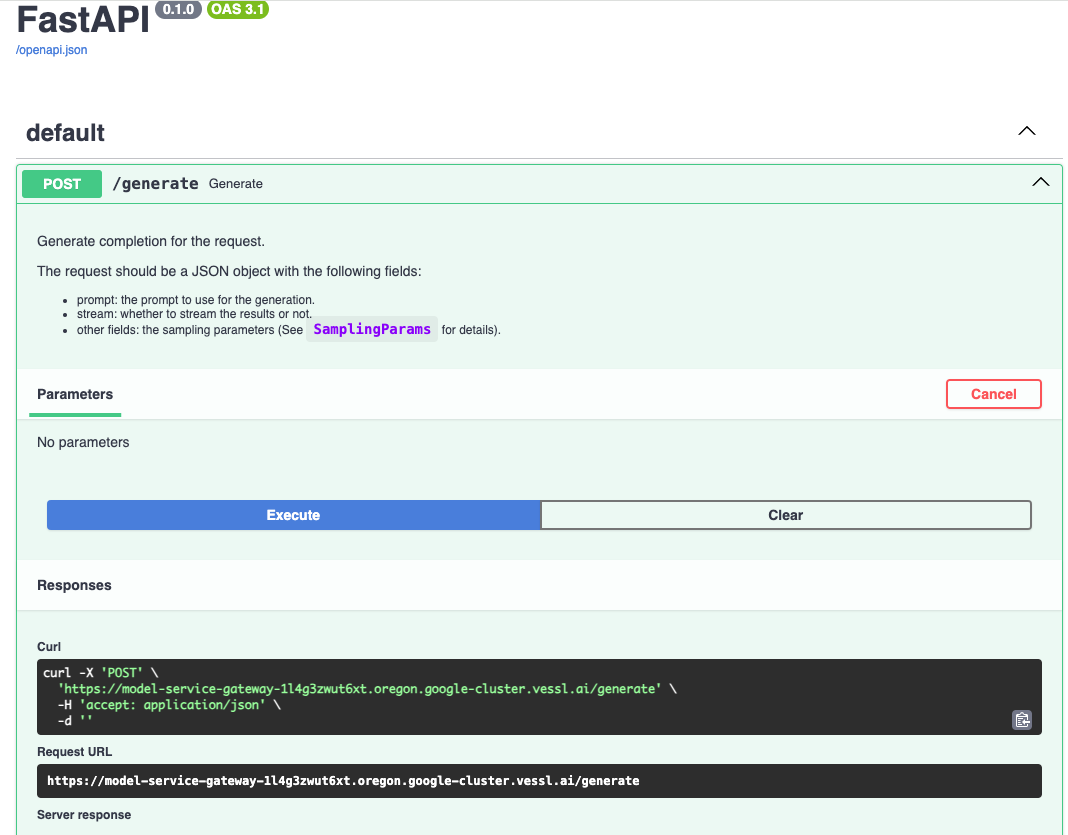 FastAPI 0.1.0 OAS 3.1
/openapi.json
default
POST /generate Generate
Generate completion for the request.
The request should be a JSON object with the following fields:
• prompt: the prompt to use for the generation.
• stream: whether to stream the results or not.
• other fields: the sampling parameters (See SamplingParams for details).
Parameters Cancel
No parameters
Execute Clear
Responses
Curl
curl -X 'POST' \
  'https://model-service-gateway-1l4g3zwut6xt.oregon.google-cluster.vessl.ai/generate' \
  -H 'accept: application/json' \
  -d ''
Request URL
https://model-service-gateway-1l4g3zwut6xt.oregon.google-cluster.vessl.ai/generate
Server response